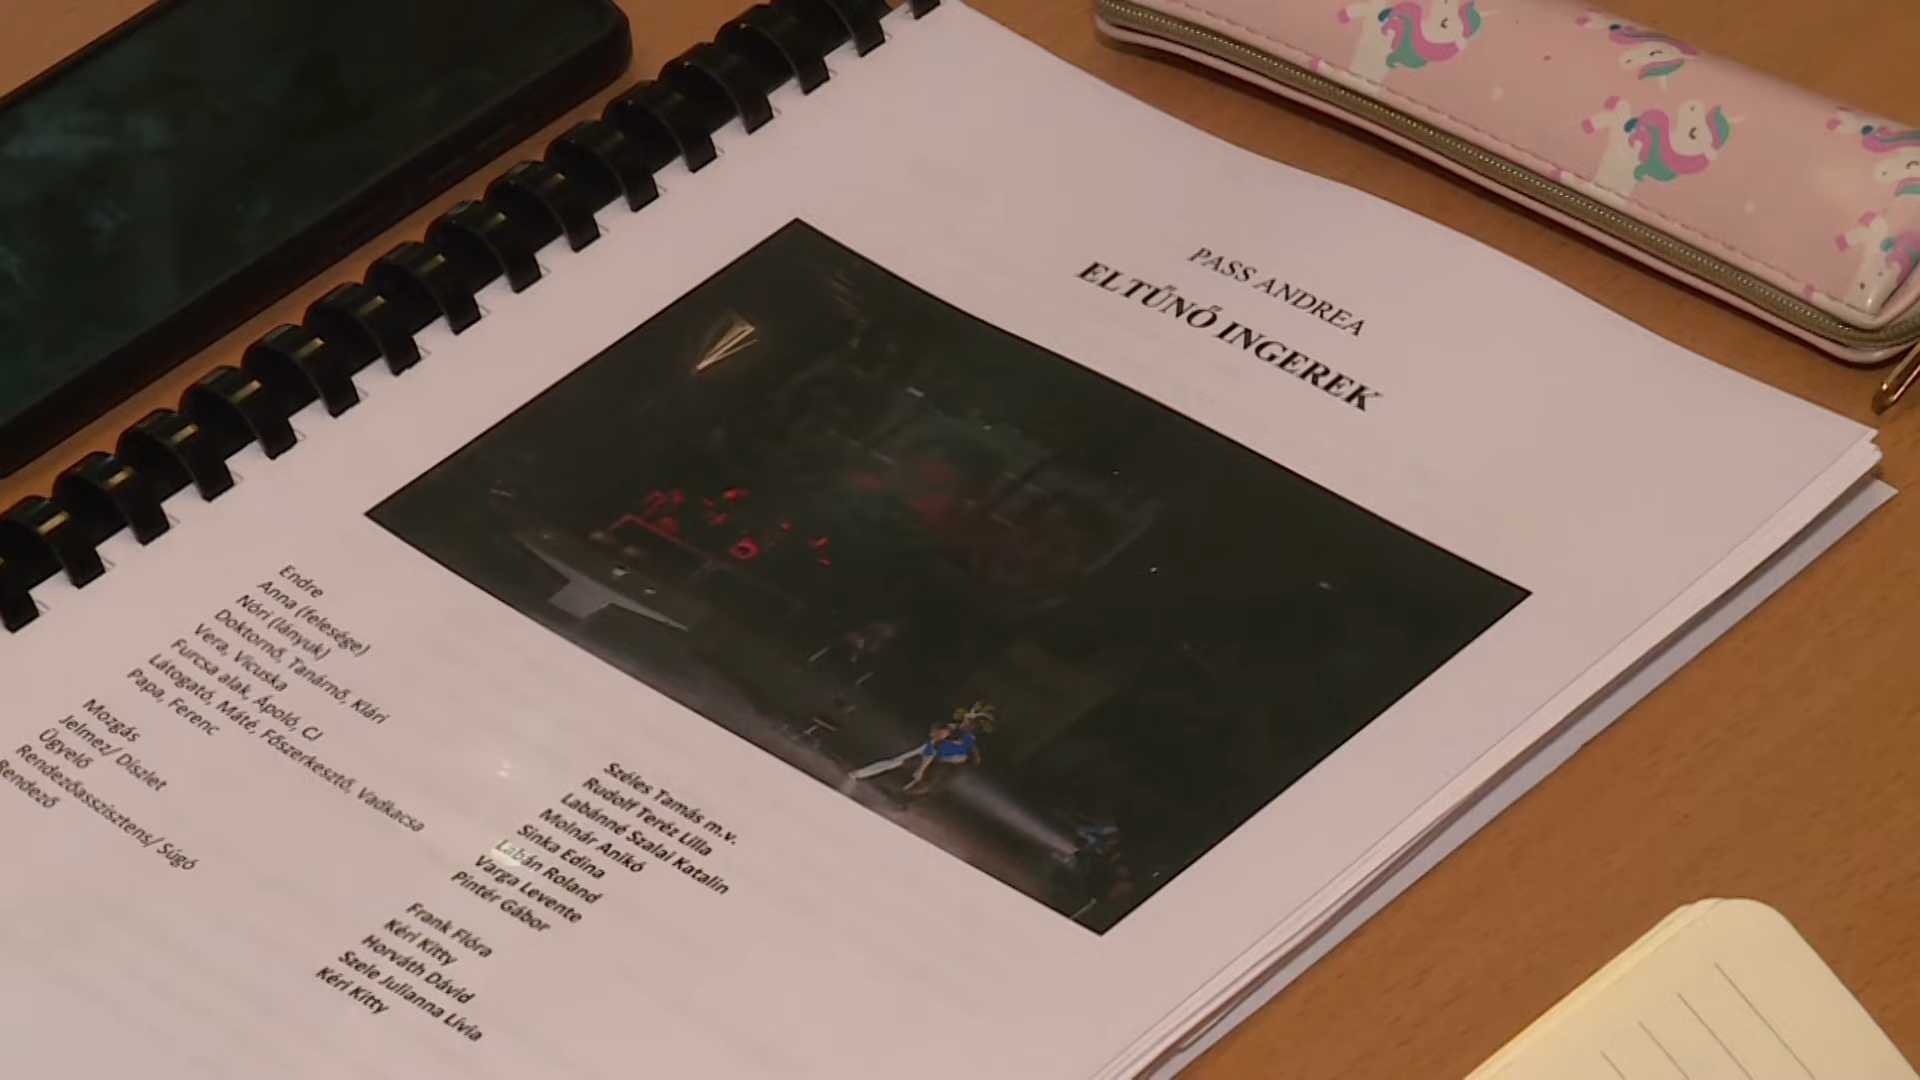 PASS ANDREA
ELTŰNŐ INGEREK
Endre
Anna (felesége)
Nóri (lányuk)
Doktornő, Tanárnő, Klári
Vera, Vicuska
Furcsa alak, Ápoló, CJ
Látogató, Máté, Főszerkesztő, Vadkacsa
Papa, Ferenc
Mozgás
Jelmez/ Díszlet
Ügyelő
Rendezőasszisztens/ Súgó
Rendező
Széles Tamás m.v.
Rudolf Teréz Lilla
Labánné Szalai Katalin
Molnár Anikó
Sinka Edina
Labán Roland
Varga Levente
Pintér Gábor
Frank Flóra
Kéri Kitty
Horváth Dávid
Szele Julianna Lívia
Kéri Kitty